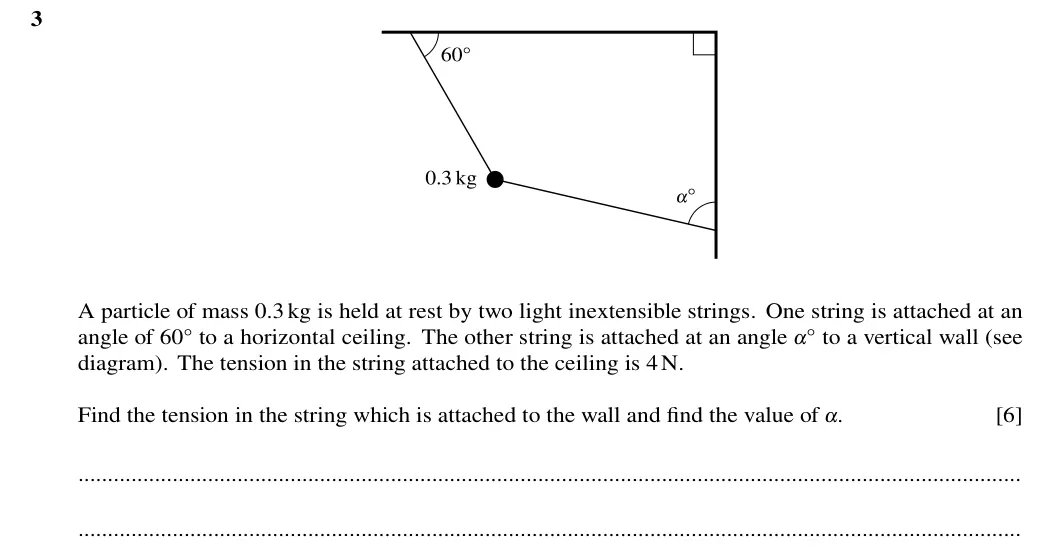 3
60°
0.3 kg
α°
A particle of mass 0.3 kg is held at rest by two light inextensible strings. One string is attached at an
angle of 60° to a horizontal ceiling. The other string is attached at an angle α° to a vertical wall (see
diagram). The tension in the string attached to the ceiling is 4 N.
Find the tension in the string which is attached to the wall and find the value of α. [6]